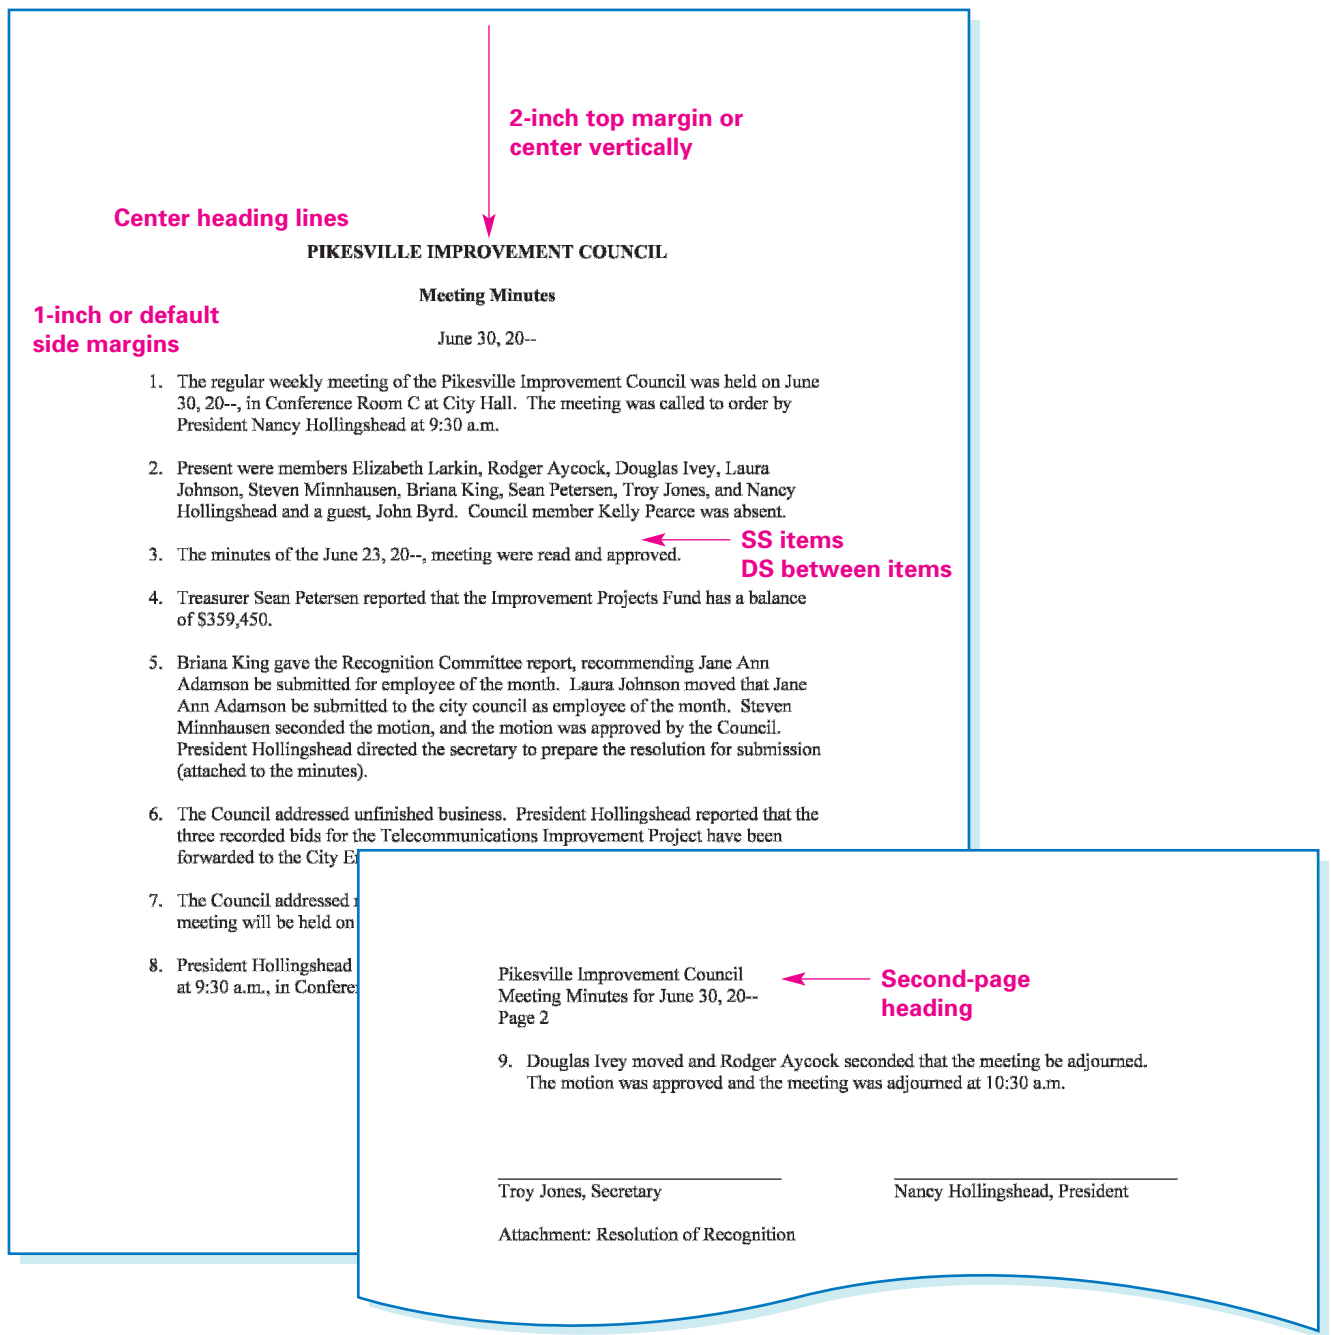 2-inch top margin or
center vertically
Center heading lines
PIKESVILLE IMPROVEMENT COUNCIL
Meeting Minutes
1-inch or default
side margins
June 30, 20--
1. The regular weekly meeting of the Pikesville Improvement Council was held on June
30, 20--, in Conference Room C at City Hall. The meeting was called to order by
President Nancy Hollingshead at 9:30 a.m.
2. Present were members Elizabeth Larkin, Rodger Aycock, Douglas Ivey, Laura
Johnson, Steven Minnhausen, Briana King, Sean Petersen, Troy Jones, and Nancy
Hollingshead and a guest, John Byrd. Council member Kelly Pearce was absent.
SS items
DS between items
3. The minutes of the June 23, 20--, meeting were read and approved.
4. Treasurer Sean Petersen reported that the Improvement Projects Fund has a balance
of $359,450.
5. Briana King gave the Recognition Committee report, recommending Jane Ann
Adamson be submitted for employee of the month. Laura Johnson moved that Jane
Ann Adamson be submitted to the city council as employee of the month. Steven
Minnhausen seconded the motion, and the motion was approved by the Council.
President Hollingshead directed the secretary to prepare the resolution for submission
(attached to the minutes).
6. The Council addressed unfinished business. President Hollingshead reported that the
three recorded bids for the Telecommunications Improvement Project have been
forwarded to the City
7. The Council addressed
meeting will be held on
8. President Hollingshead
at 9:30 a.m., in
Pikesville Improvement Council
Meeting Minutes for June 30, 20--
Page 2
Second-page
heading
9. Douglas Ivey moved and Rodger Aycock seconded that the meeting be adjourned.
The motion was approved and the meeting was adjourned at 10:30 a.m.
Troy Jones, Secretary
Nancy Hollingshead, President
Attachment: Resolution of Recognition